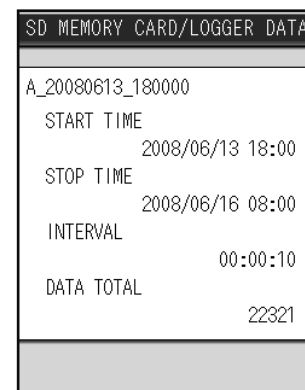 SD MEMORY CARD/LOGGER DATA
A_20080613_180000
START TIME
2008/06/13 18:00
STOP TIME
2008/06/16 08:00
INTERVAL
00:00:10
DATA TOTAL
22321